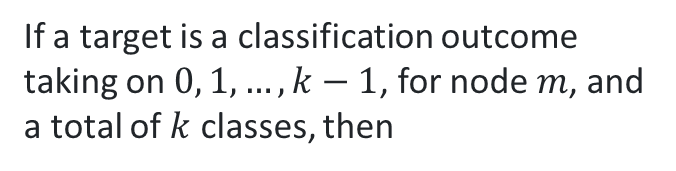 If a target is a classification outcome
taking on 0, 1, ..., k − 1, for node m, and
a total of k classes, then